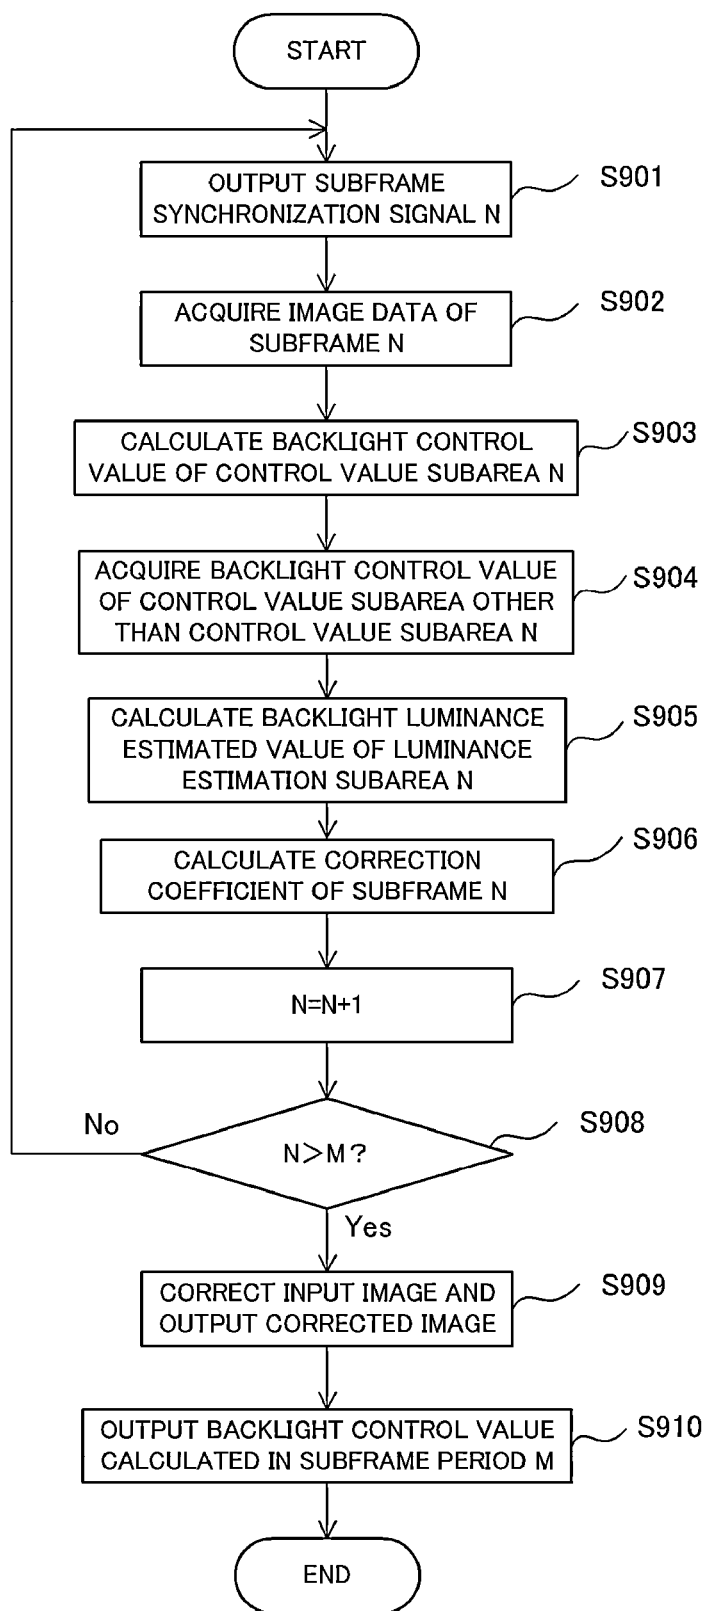 START
OUTPUT SUBFRAME
SYNCHRONIZATION SIGNAL N
S901
ACQUIRE IMAGE DATA OF
SUBFRAME N
S902
CALCULATE BACKLIGHT CONTROL
VALUE OF CONTROL VALUE SUBAREA N
S903
ACQUIRE BACKLIGHT CONTROL VALUE
OF CONTROL VALUE SUBAREA OTHER
THAN CONTROL VALUE SUBAREA N
S904
CALCULATE BACKLIGHT LUMINANCE
ESTIMATED VALUE OF LUMINANCE
ESTIMATION SUBAREA N
S905
CALCULATE CORRECTION
COEFFICIENT OF SUBFRAME N
S906
N=N+1
S907
No
N>M?
S908
Yes
CORRECT INPUT IMAGE AND
OUTPUT CORRECTED IMAGE
S909
OUTPUT BACKLIGHT CONTROL VALUE
CALCULATED IN SUBFRAME PERIOD M
S910
END